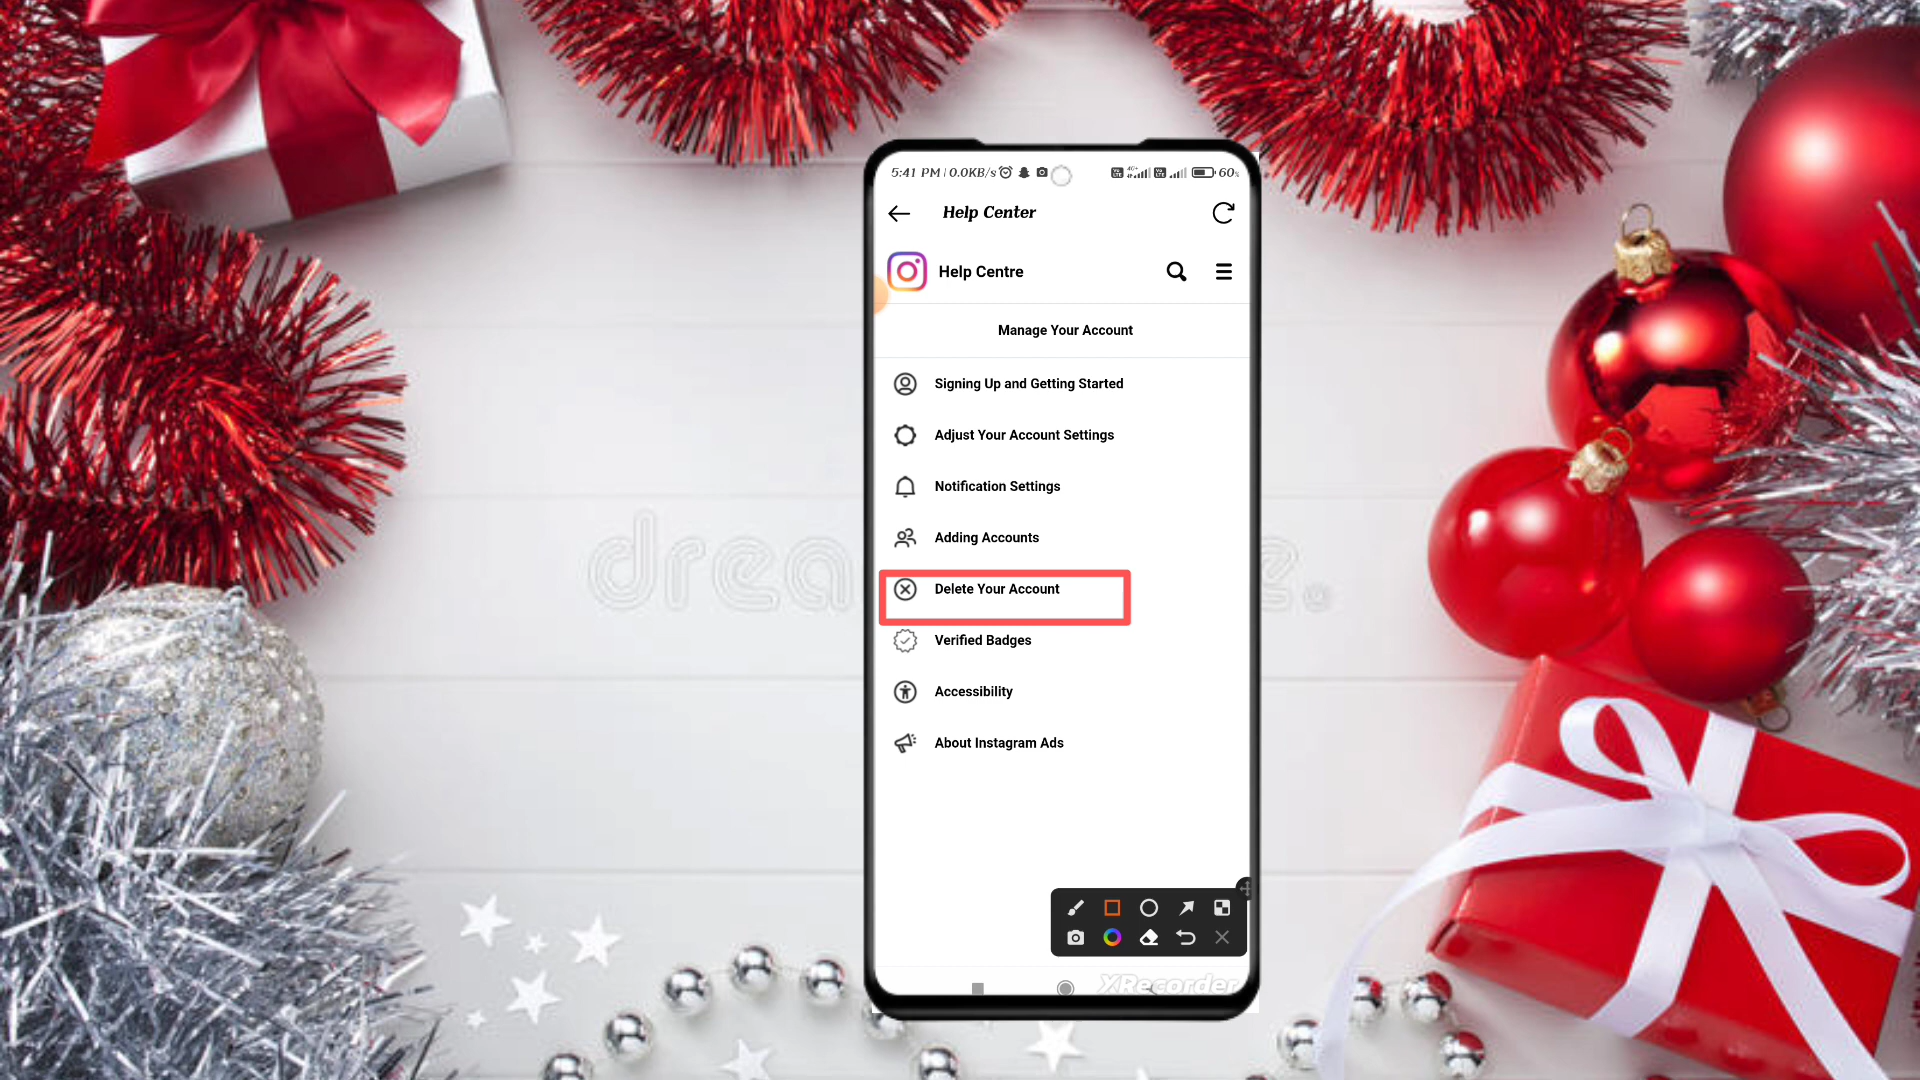 5:41 PM | 0.0KB/s 60%
Help Center
Help Centre
Manage Your Account
Signing Up and Getting Started
Adjust Your Account Settings
Notification Settings
Adding Accounts
Delete Your Account
Verified Badges
Accessibility
About Instagram Ads
XRecorder